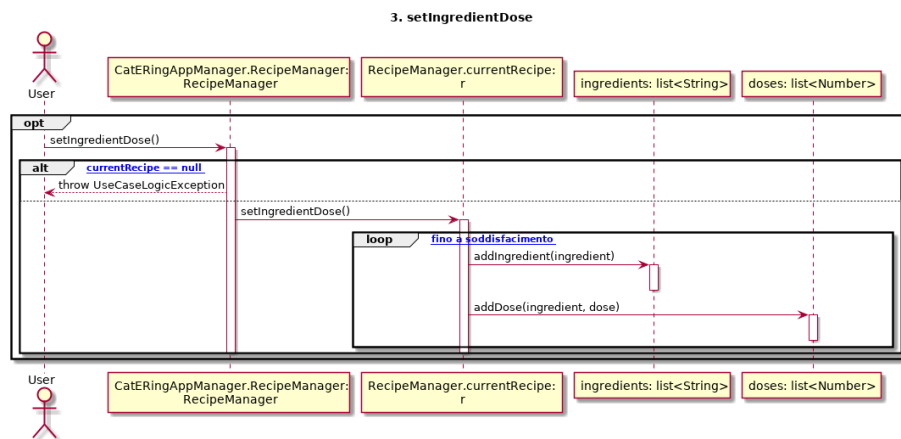 3. setIngredientDose
User
CatERingAppManager.RecipeManager:
RecipeManager
RecipeManager.currentRecipe:
r
ingredients: list<String>
doses: list<Number>
opt
setIngredientDose()
alt
currentRecipe == null
throw UseCaseLogicException
setIngredientDose()
loop
fino a soddisfacimento
addIngredient(ingredient)
addDose(ingredient, dose)
User
CatERingAppManager.RecipeManager:
RecipeManager
RecipeManager.currentRecipe:
r
ingredients: list<String>
doses: list<Number>